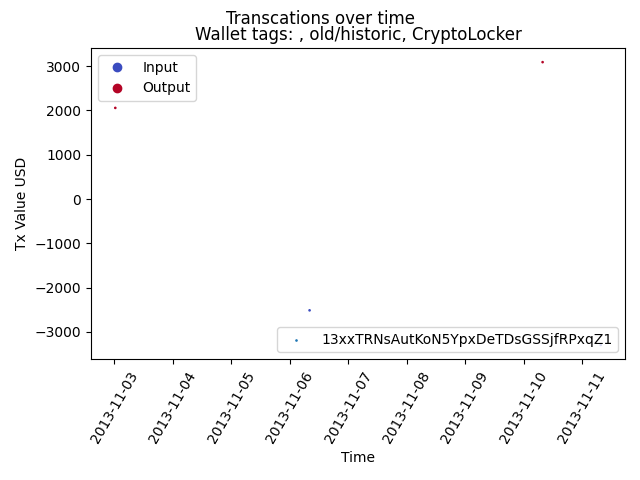 Transcations over time
Wallet tags: , old/historic, CryptoLocker
Input
Output
3000
2000
1000
0
−1000
−2000
−3000
Tx Value USD
13xxTRNsAutKoN5YpxDeTDsGSSjfRPxqZ1
2013-11-03
2013-11-04
2013-11-05
2013-11-06
2013-11-07
2013-11-08
2013-11-09
2013-11-10
2013-11-11
Time